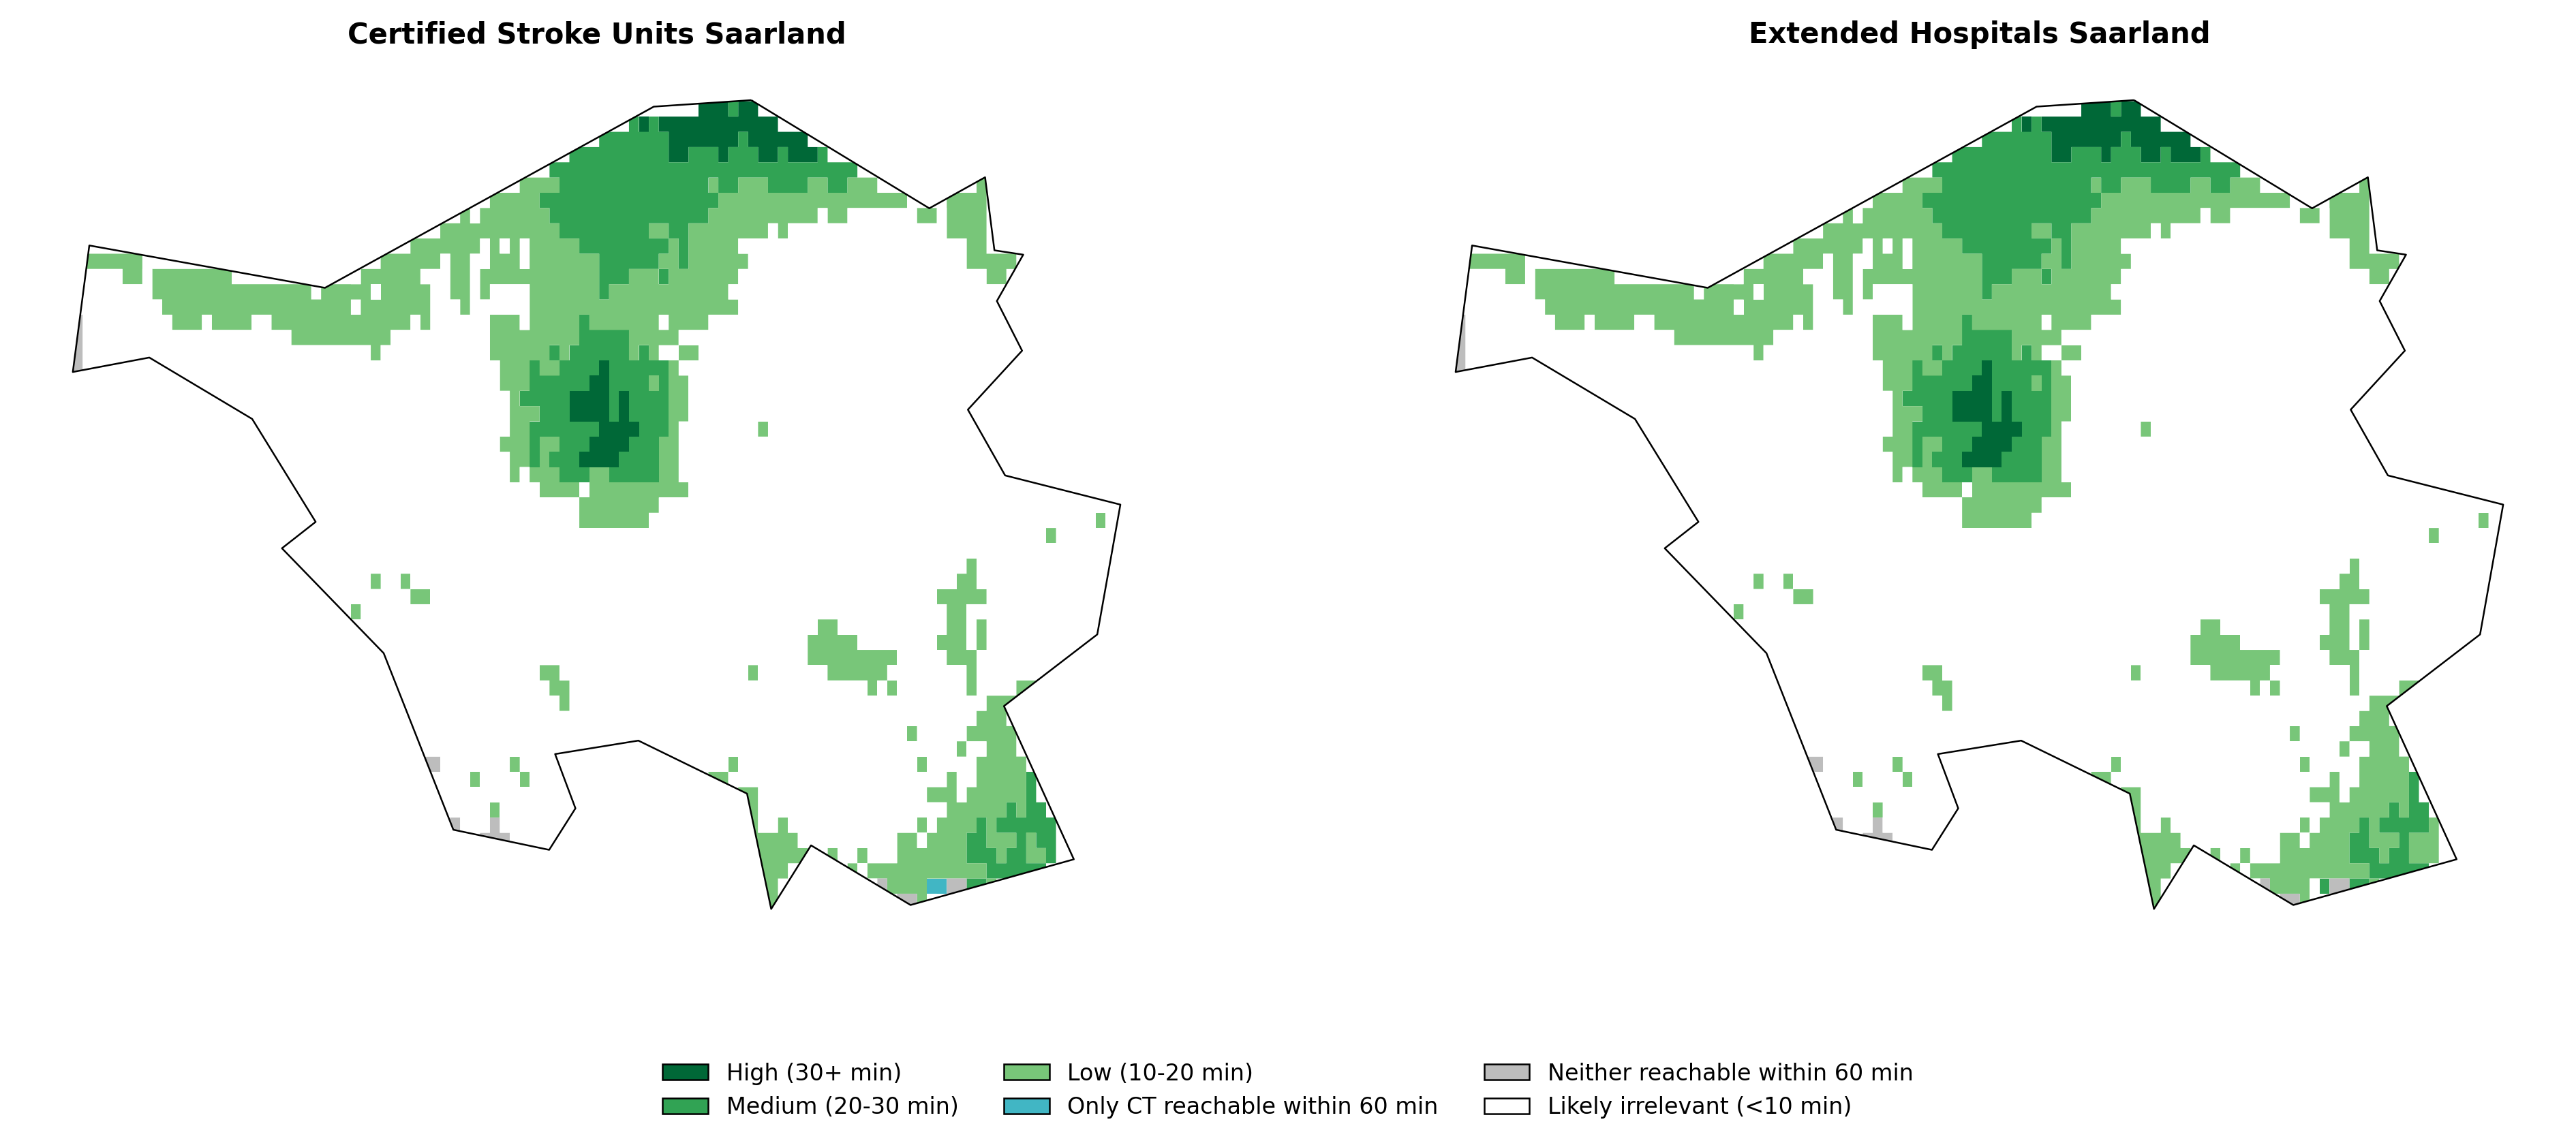 Certified Stroke Units Saarland
Extended Hospitals Saarland
High (30+ min)
Medium (20-30 min)
Low (10-20 min)
Only CT reachable within 60 min
Neither reachable within 60 min
Likely irrelevant (<10 min)